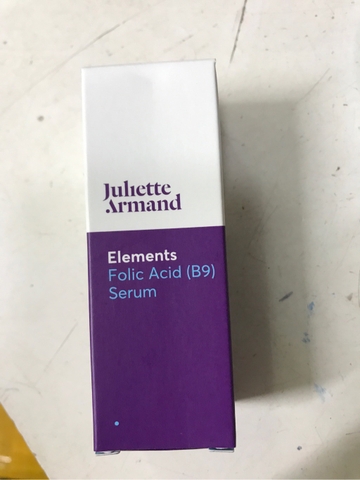 Juliette
Armand
Elements
Folic Acid (B9)
Serum